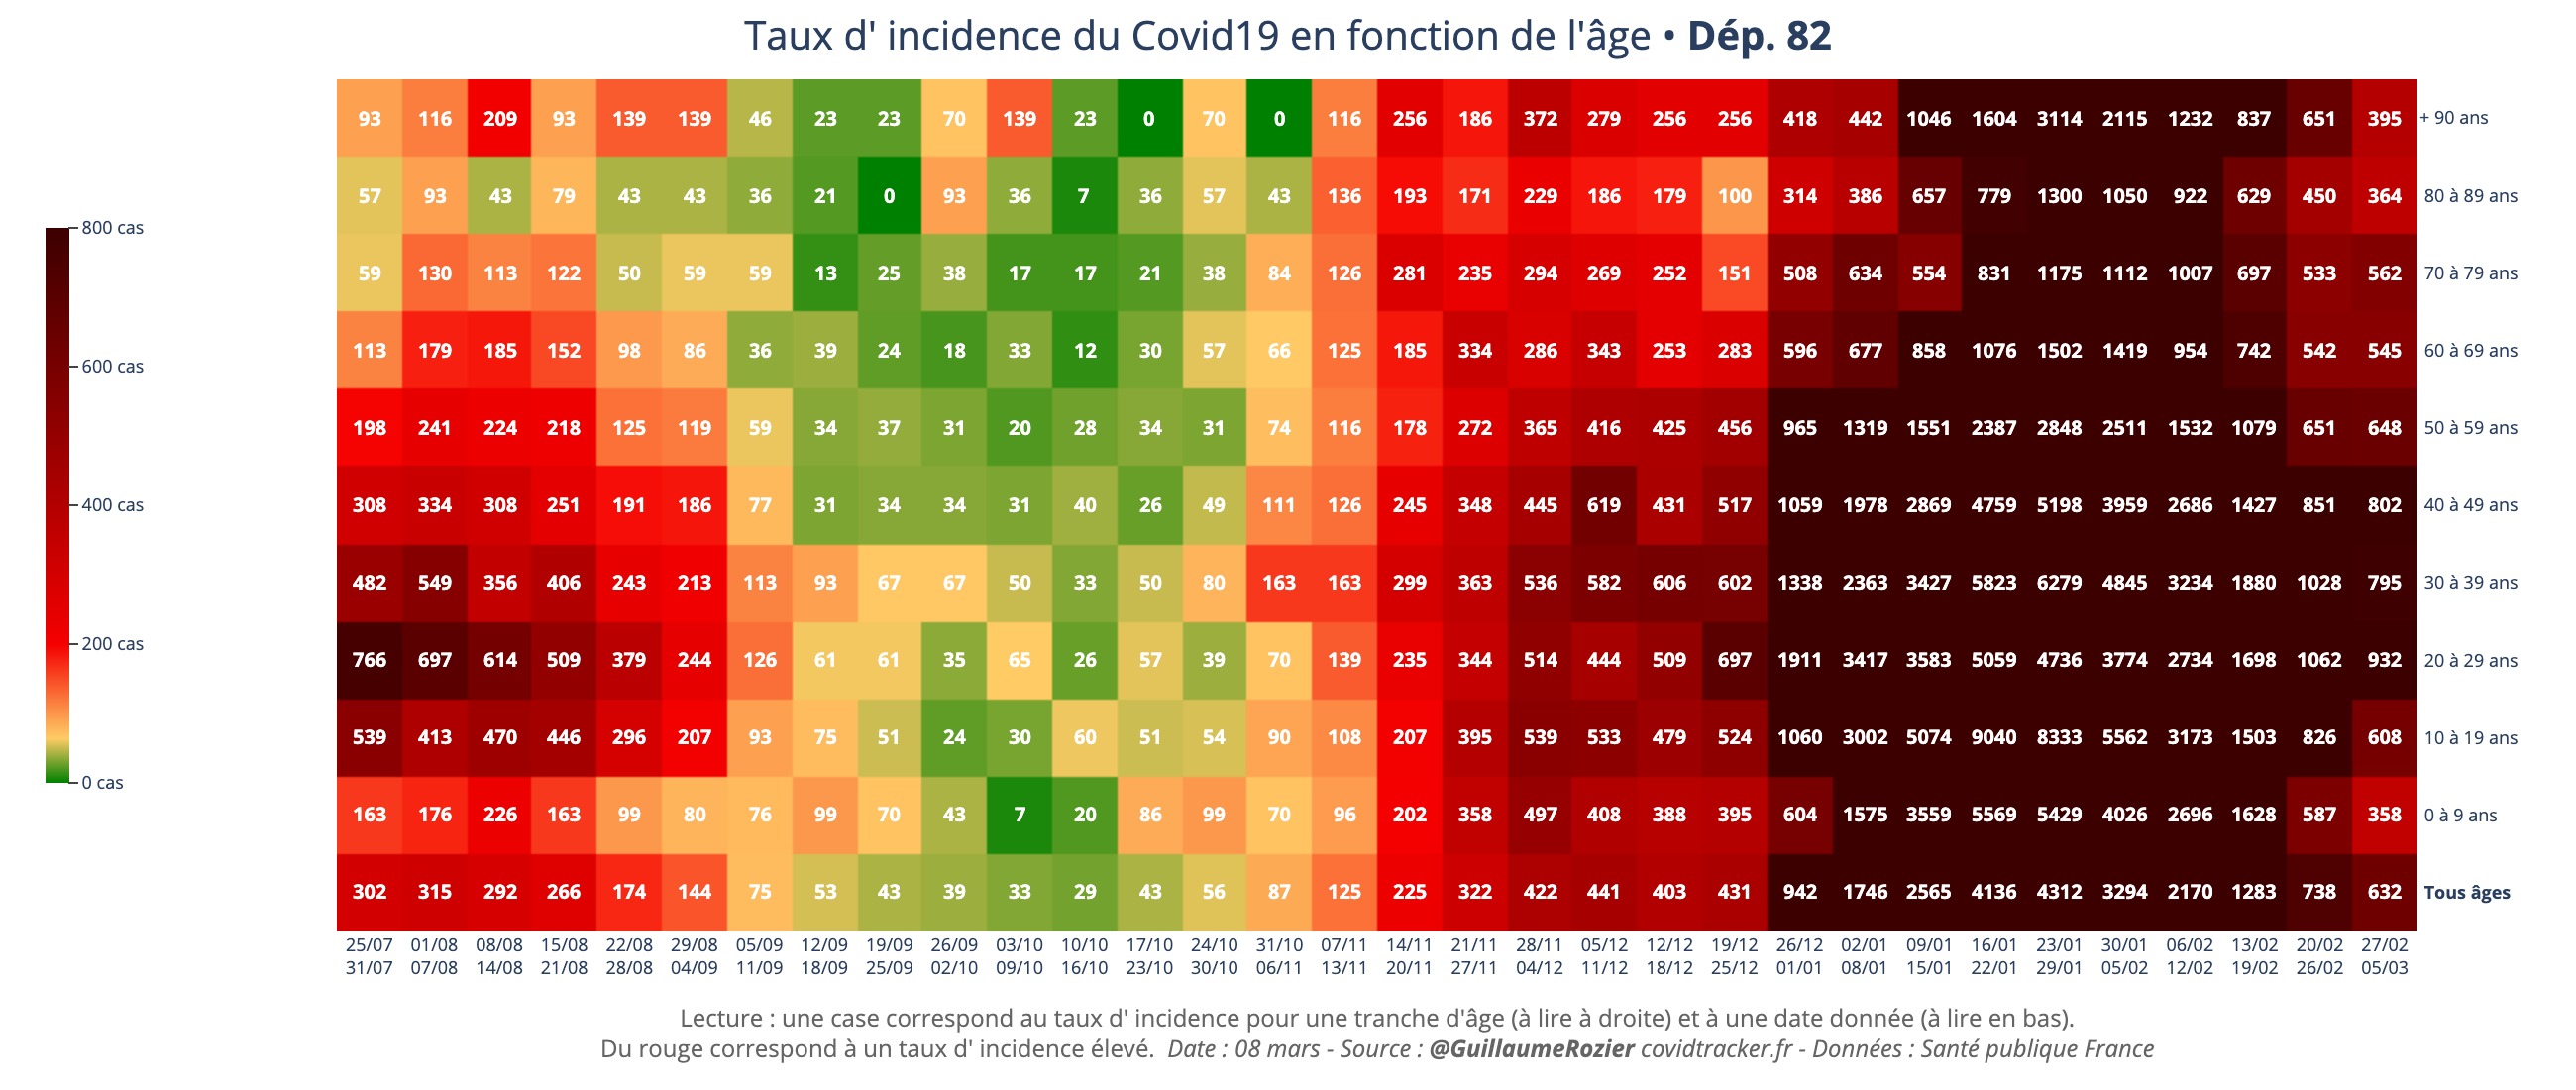 Taux d' incidence du Covid19 en fonction de l'âge • Dép. 82
93 116 209 93 139 139 46 23 23 70 139 23 0 70 0 116 256 186 372 279 256 256 418 442 1046 1604 3114 2115 1232 837 651 395 + 90 ans
57 93 43 79 43 43 36 21 0 93 36 7 36 57 43 136 193 171 229 186 179 100 314 386 657 779 1300 1050 922 629 450 364 80 à 89 ans
800 cas
59 130 113 122 50 59 59 13 25 38 17 17 21 38 84 126 281 235 294 269 252 151 508 634 554 831 1175 1112 1007 697 533 562 70 à 79 ans
113 179 185 152 98 86 36 39 24 18 33 12 30 57 66 125 185 334 286 343 253 283 596 677 858 1076 1502 1419 954 742 542 545 60 à 69 ans
600 cas
198 241 224 218 125 119 59 34 37 31 20 28 34 31 74 116 178 272 365 416 425 456 965 1319 1551 2387 2848 2511 1532 1079 651 648 50 à 59 ans
400 cas
308 334 308 251 191 186 77 31 34 34 31 40 26 49 111 126 245 348 445 619 431 517 1059 1978 2869 4759 5198 3959 2686 1427 851 802 40 à 49 ans
482 549 356 406 243 213 113 93 67 67 50 33 50 80 163 163 299 363 536 582 606 602 1338 2363 3427 5823 6279 4845 3234 1880 1028 795 30 à 39 ans
200 cas
766 697 614 509 379 244 126 61 61 35 65 26 57 39 70 139 235 344 514 444 509 697 1911 3417 3583 5059 4736 3774 2734 1698 1062 932 20 à 29 ans
539 413 470 446 296 207 93 75 51 24 30 60 51 54 90 108 207 395 539 533 479 524 1060 3002 5074 9040 8333 5562 3173 1503 826 608 10 à 19 ans
0 cas
163 176 226 163 99 80 76 99 70 43 7 20 86 99 70 96 202 358 497 408 388 395 604 1575 3559 5569 5429 4026 2696 1628 587 358 0 à 9 ans
302 315 292 266 174 144 75 53 43 39 33 29 43 56 87 125 225 322 422 441 403 431 942 1746 2565 4136 4312 3294 2170 1283 738 632 Tous âges
25/07 01/08 08/08 15/08 22/08 29/08 05/09 12/09 19/09 26/09 03/10 10/10 17/10 24/10 31/10 07/11 14/11 21/11 28/11 05/12 12/12 19/12 26/12 02/01 09/01 16/01 23/01 30/01 06/02 13/02 20/02 27/02
31/07 07/08 14/08 21/08 28/08 04/09 11/09 18/09 25/09 02/10 09/10 16/10 23/10 30/10 06/11 13/11 20/11 27/11 04/12 11/12 18/12 25/12 01/01 08/01 15/01 22/01 29/01 05/02 12/02 19/02 26/02 05/03
Lecture : une case correspond au taux d' incidence pour une tranche d'âge (à lire à droite) et à une date donnée (à lire en bas).
Du rouge correspond à un taux d' incidence élevé. Date : 08 mars - Source : @GuillaumeRozier covidtracker.fr - Données : Santé publique France